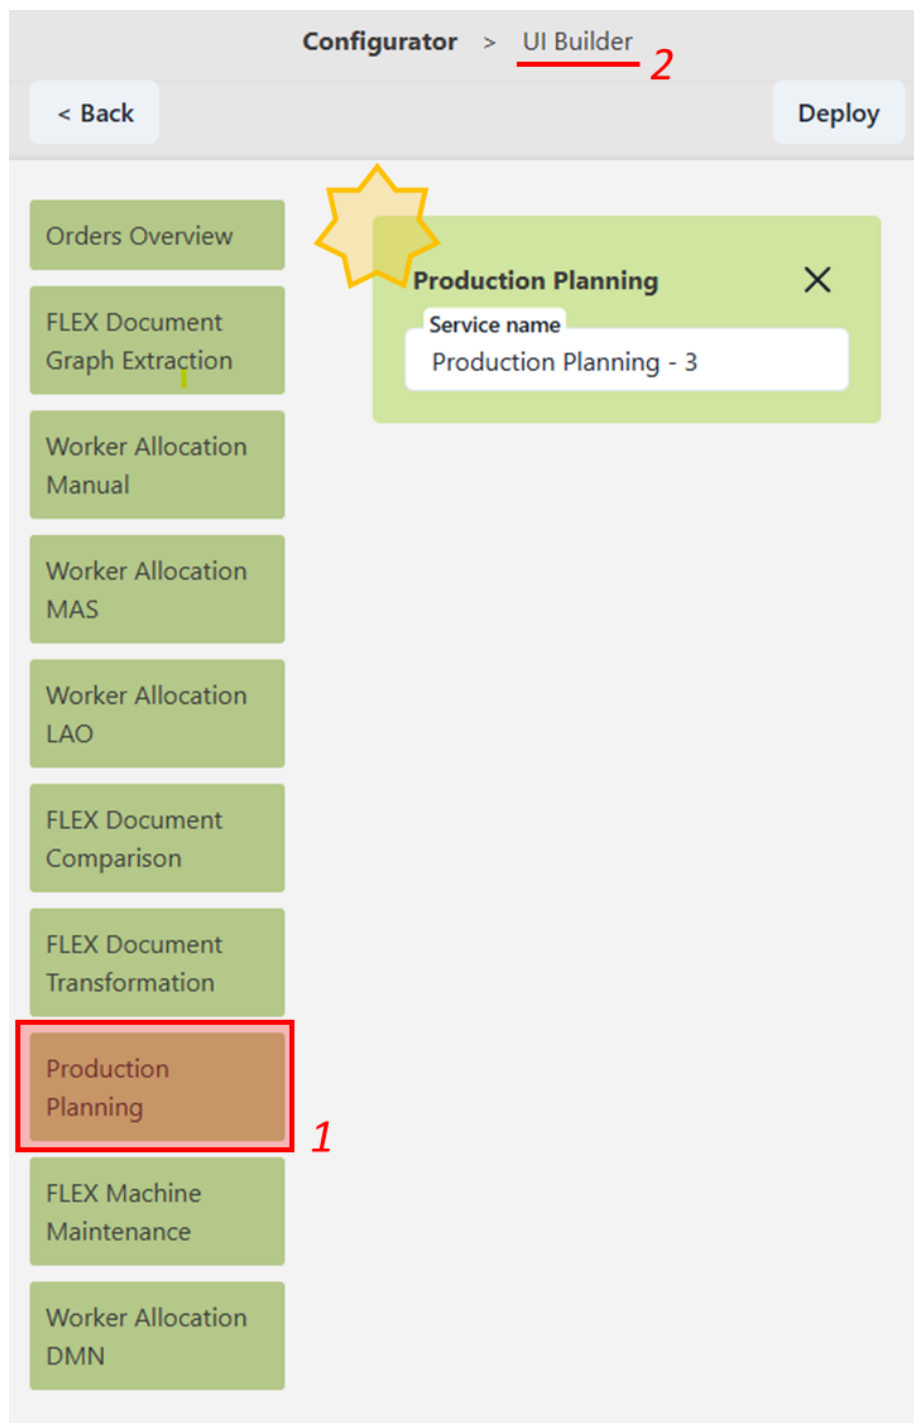 Configurator > UI Builder
2
< Back
Deploy
Orders Overview
FLEX Document
Graph Extraction
Worker Allocation
Manual
Worker Allocation
MAS
Worker Allocation
LAO
FLEX Document
Comparison
FLEX Document
Transformation
Production
Planning
1
FLEX Machine
Maintenance
Worker Allocation
DMN
Production Planning
Service name
Production Planning - 3